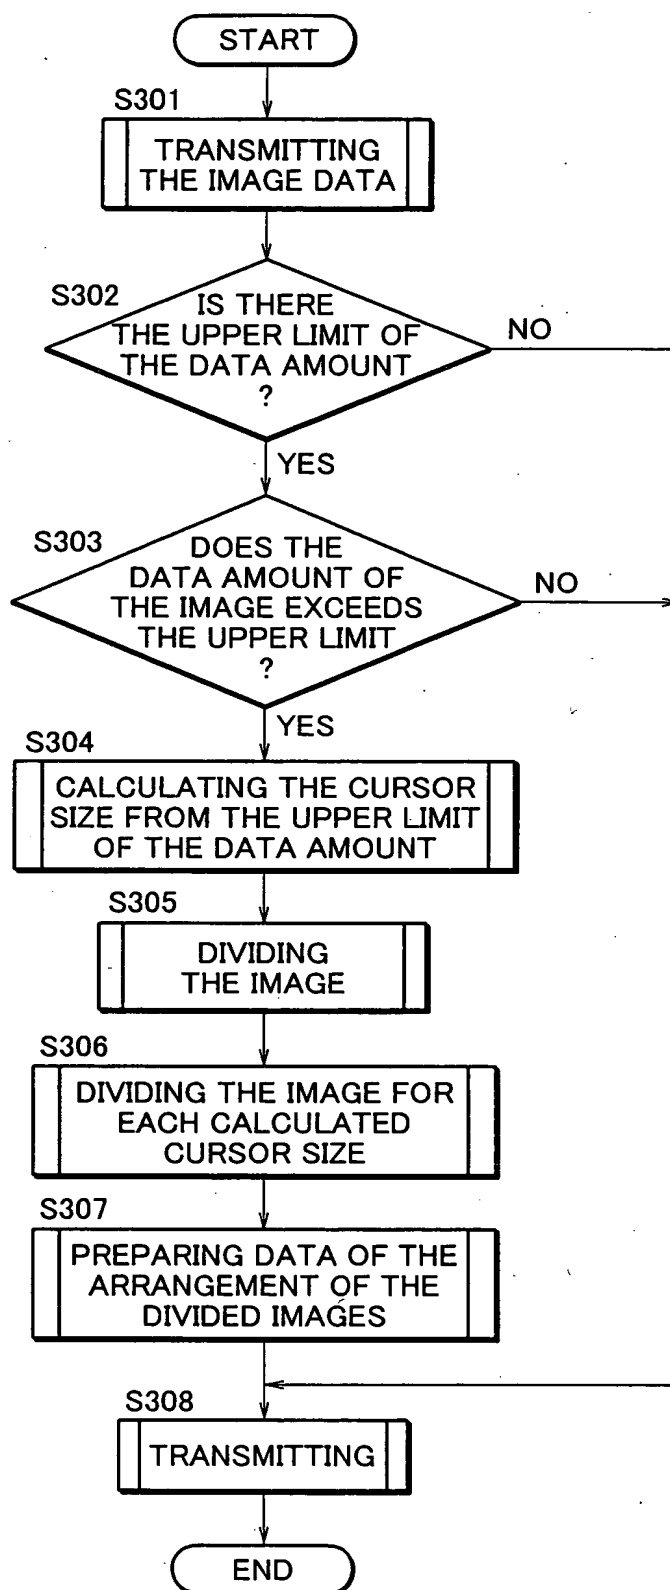 START
S301
TRANSMITTING
THE IMAGE DATA
S302
IS THERE
THE UPPER LIMIT OF
THE DATA AMOUNT
?
NO
YES
S303
DOES THE
DATA AMOUNT OF
THE IMAGE EXCEEDS
THE UPPER LIMIT
?
NO
YES
S304
CALCULATING THE CURSOR
SIZE FROM THE UPPER LIMIT
OF THE DATA AMOUNT
S305
DIVIDING
THE IMAGE
S306
DIVIDING THE IMAGE FOR
EACH CALCULATED
CURSOR SIZE
S307
PREPARING DATA OF THE
ARRANGEMENT OF THE
DIVIDED IMAGES
S308
TRANSMITTING
END